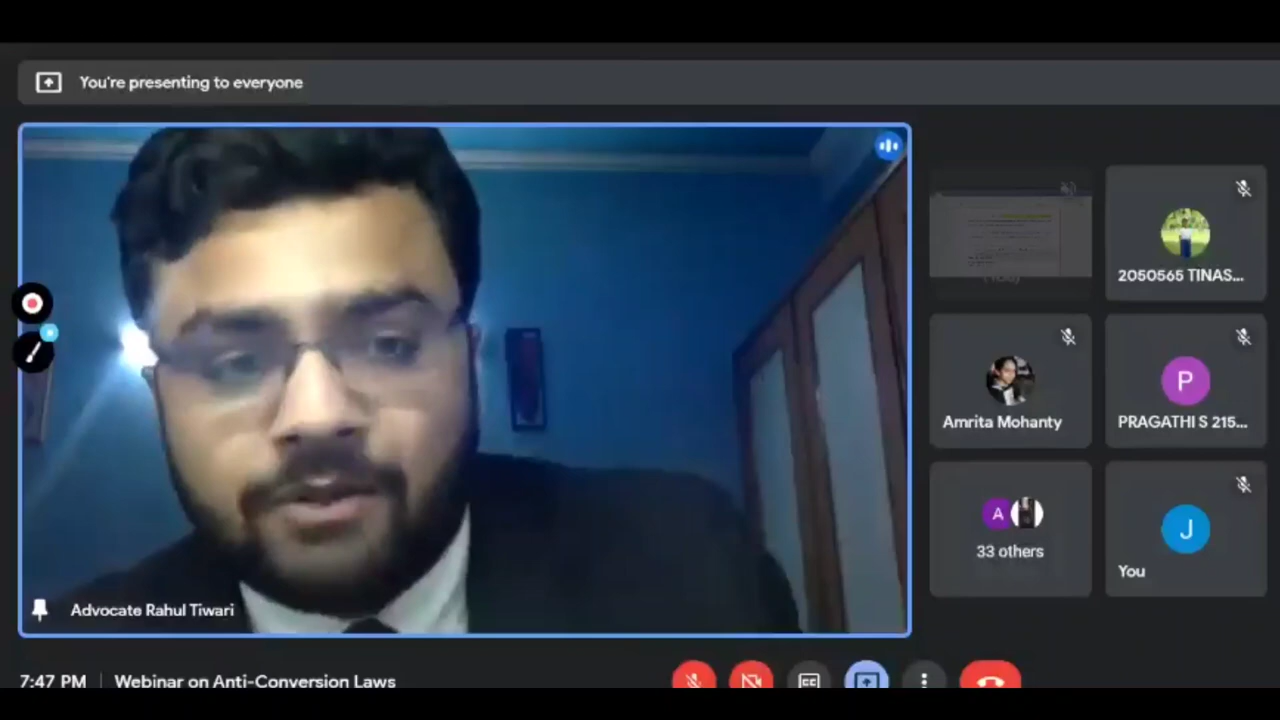 You're presenting to everyone
2050565 TINAS...
Amrita Mohanty
PRAGATHI S 215...
P
A
33 others
J
You
Advocate Rahul Tiwari
7:47 PM | Webinar on Anti-Conversion Laws
CC